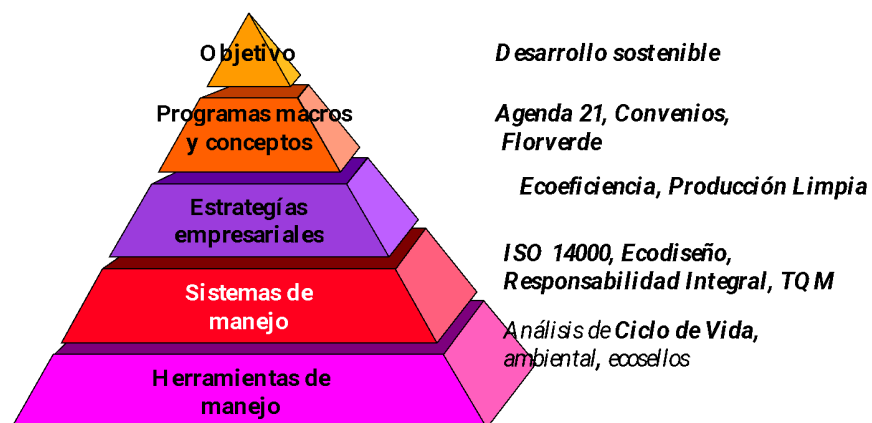 Objetivo
Desarrollo sostenible
Programas macros
y conceptos
Agenda 21, Convenios,
Florverde
Estrategías
empresariales
Ecoeficiencia, Producción Limpia
Sistemas de
manejo
ISO 14000, Ecodiseño,
Responsabilidad Integral, TQM
Herramientas de
manejo
Análisis de Ciclo de Vida,
ambiental, ecosellos